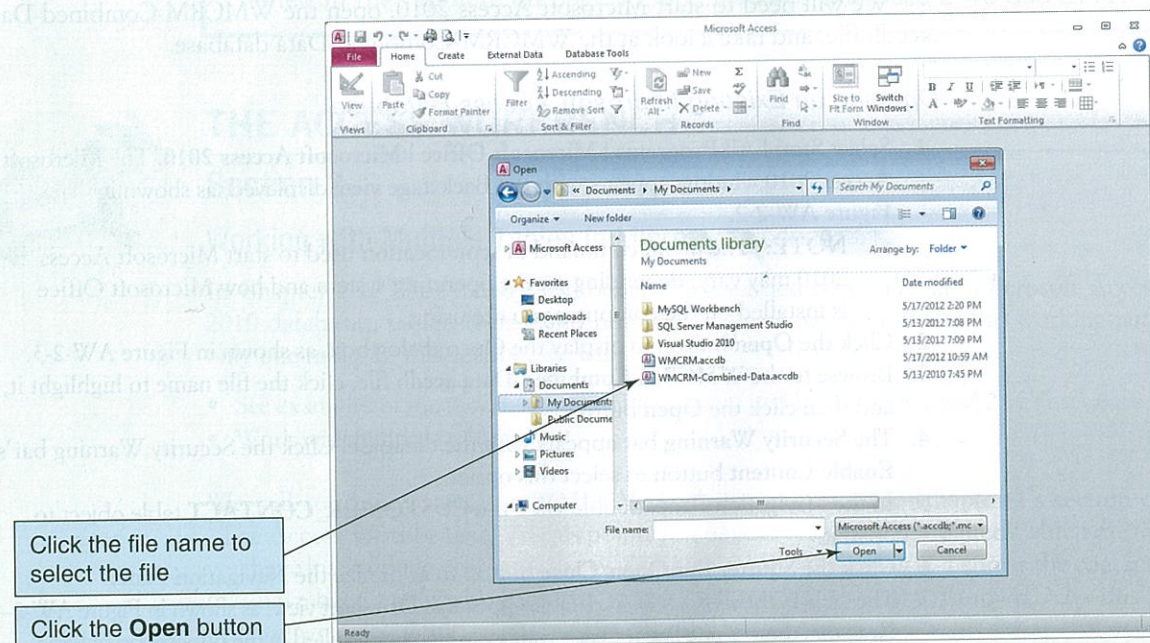 Microsoft Access
File Home Create External Data Database Tools
View
Views
Paste
Cut
Copy
Format Painter
Clipboard
Filter
Ascending
Descending
Remove Sort
Sort & Filter
Refresh All
New
Save
Delete
Records
Find
Find
Size to Fit Form
Switch Windows
Window
B I U
A
Text Formatting
Open
« Documents My Documents
Search My Documents
Organize New folder
Microsoft Access
Favorites
Desktop
Downloads
Recent Places
Libraries
Documents
My Documents
Public Docume
Music
Pictures
Videos
Computer
Documents library
My Documents
Arrange by: Folder
Name Date modified
MySQL Workbench 5/17/2012 2:20 PM
SQL Server Management Studio 5/13/2012 7:08 PM
Visual Studio 2010 5/13/2012 7:09 PM
WMCRM.accdb 5/17/2012 10:59 AM
WMCRM-Combined-Data.accdb 5/13/2010 7:45 PM
File name: Microsoft Access (*.accdb;*.mc
Tools Open Cancel
Click the file name to
select the file
Click the Open button
Ready